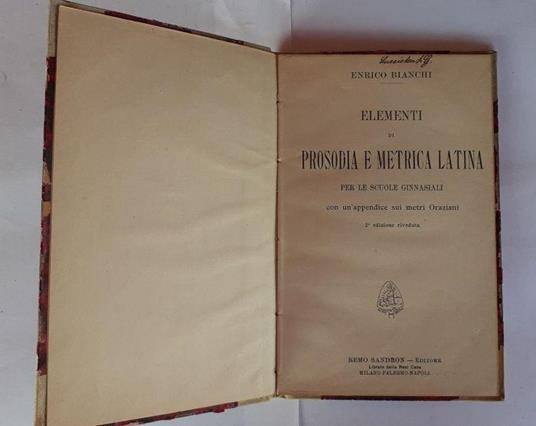 ENRICO BIANCHI
ELEMENTI
DI
PROSODIA E METRICA LATINA
PER LE SCUOLE GINNASIALI
con un'appendice sui metri Oraziani
2ª edizione riveduta
REMO SANDRON — EDITORE
Libraio della Real Casa
MILANO-PALERMO-NAPOLI